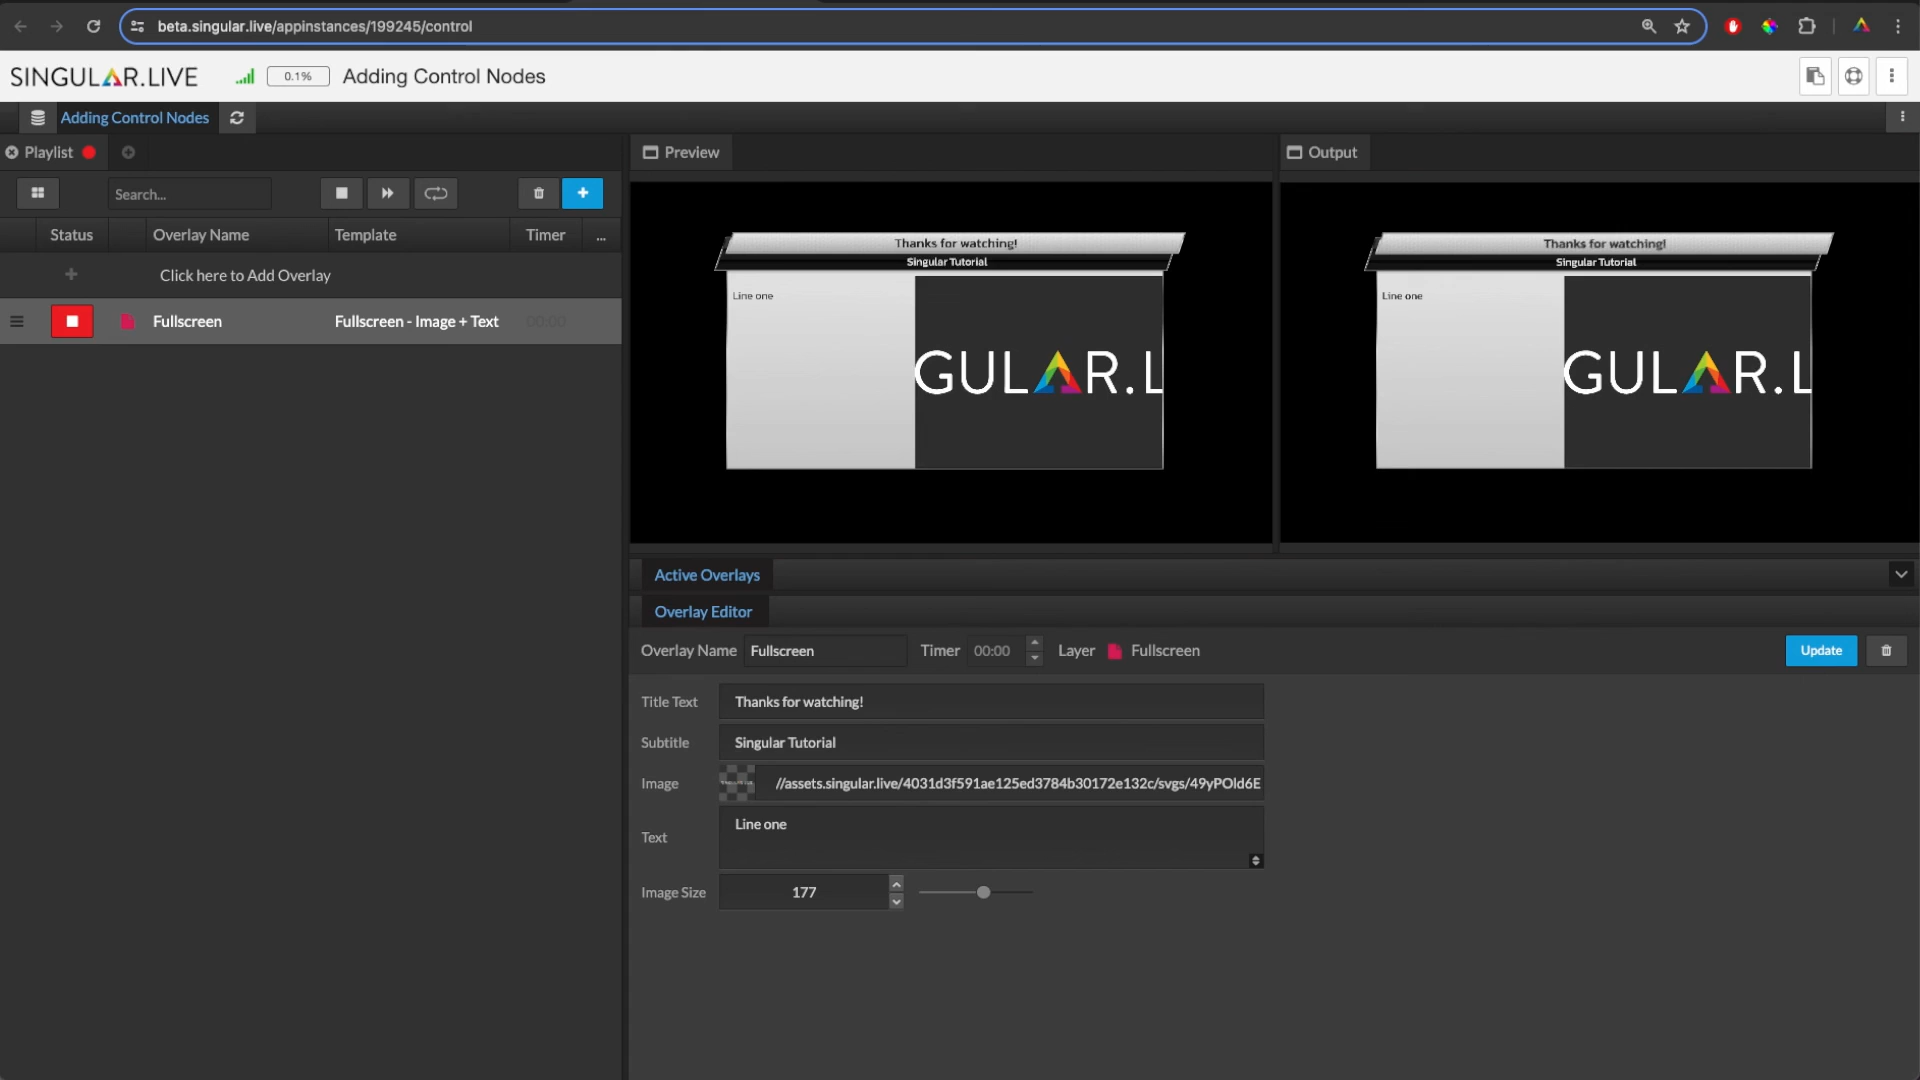 beta.singular.live/appinstances/199245/control
SINGULAR.LIVE
0.1%
Adding Control Nodes
Adding Control Nodes
Playlist
Search...
Status
Overlay Name
Template
Timer
...
Click here to Add Overlay
Fullscreen
Fullscreen - Image + Text
00:00
Preview
Thanks for watching!
Singular Tutorial
Line one
GULAR.L
Output
Thanks for watching!
Singular Tutorial
Line one
GULAR.L
Active Overlays
Overlay Editor
Overlay Name
Fullscreen
Timer
00:00
Layer
Fullscreen
Update
Title Text
Thanks for watching!
Subtitle
Singular Tutorial
Image
//assets.singular.live/4031d3f591ae125ed3784b30172e132c/svgs/49yPOld6E
Text
Line one
Image Size
177